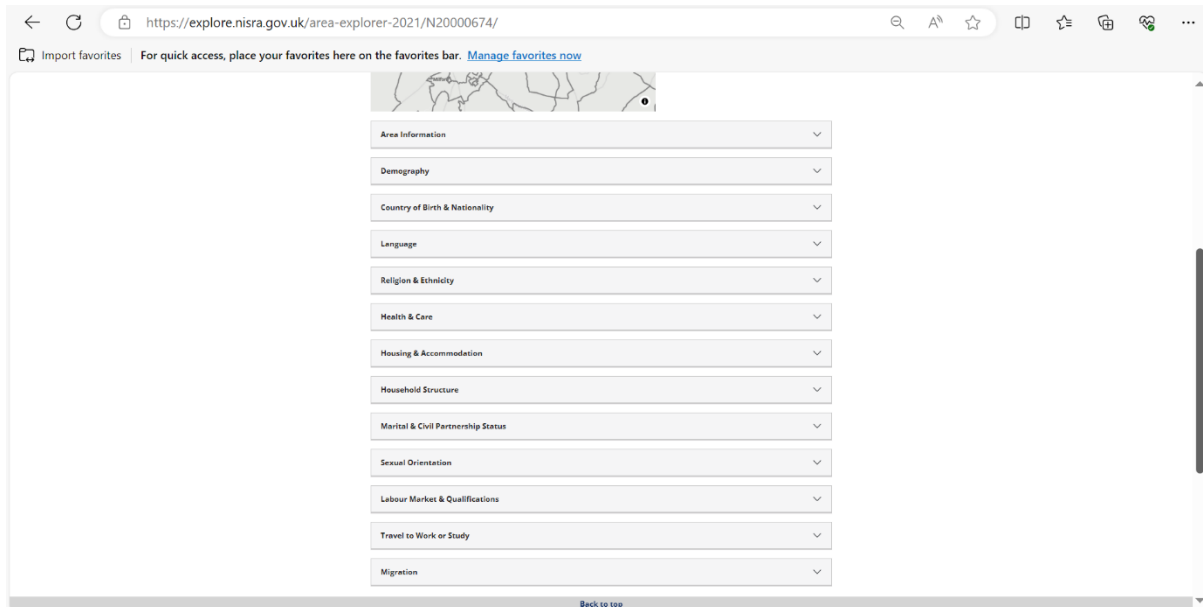 https://explore.nisra.gov.uk/area-explorer-2021/N20000674/
Import favorites For quick access, place your favorites here on the favorites bar. Manage favorites now
Area Information
Demography
Country of Birth & Nationality
Language
Religion & Ethnicity
Health & Care
Housing & Accommodation
Household Structure
Marital & Civil Partnership Status
Sexual Orientation
Labour Market & Qualifications
Travel to Work or Study
Migration
Back to top